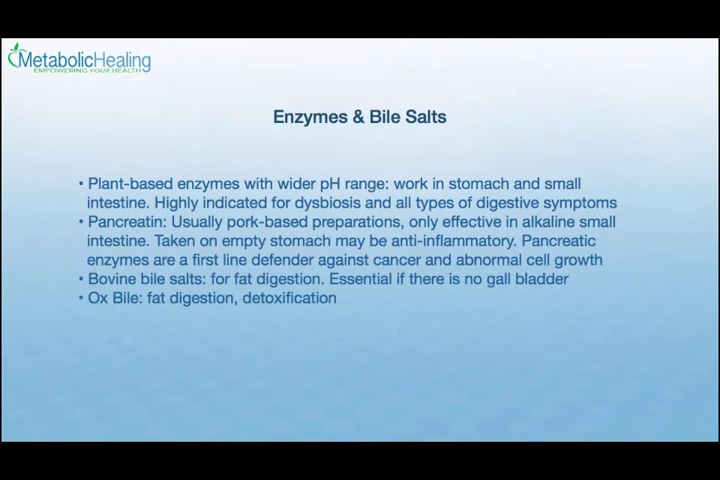 MetabolicHealing
EMPOWERING YOUR HEALTH
Enzymes & Bile Salts
• Plant-based enzymes with wider pH range: work in stomach and small
intestine. Highly indicated for dysbiosis and all types of digestive symptoms
• Pancreatin: Usually pork-based preparations, only effective in alkaline small
intestine. Taken on empty stomach may be anti-inflammatory. Pancreatic
enzymes are a first line defender against cancer and abnormal cell growth
• Bovine bile salts: for fat digestion. Essential if there is no gall bladder
• Ox Bile: fat digestion, detoxification